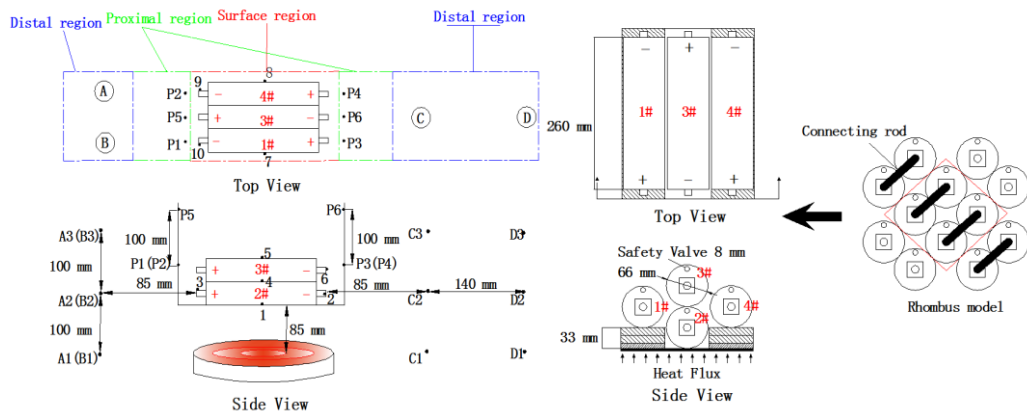 Distal region
Proximal region
Surface region
Distal region
A
B
9
P2
P5
P1
10
8
− 4# +
+ 3# −
− 1# +
7
P4
P6
P3
C
D
Top View
A3(B3)
100 mm
A2(B2)
100 mm
A1(B1)
P5
100 mm
P1(P2)
85 mm
3
5
+ 3# −
4
6
+ 2# −
2
1
85 mm
P6
100 mm
P3(P4)
85 mm
C3
C2
C1
140 mm
D3
D2
D1
Side View
260 mm
− + −
1# 3# 4#
+ − +
Top View
Safety Valve 8 mm
66 mm
3#
1#
2#
4#
33 mm
Heat Flux
Side View
Connecting rod
Rhombus model